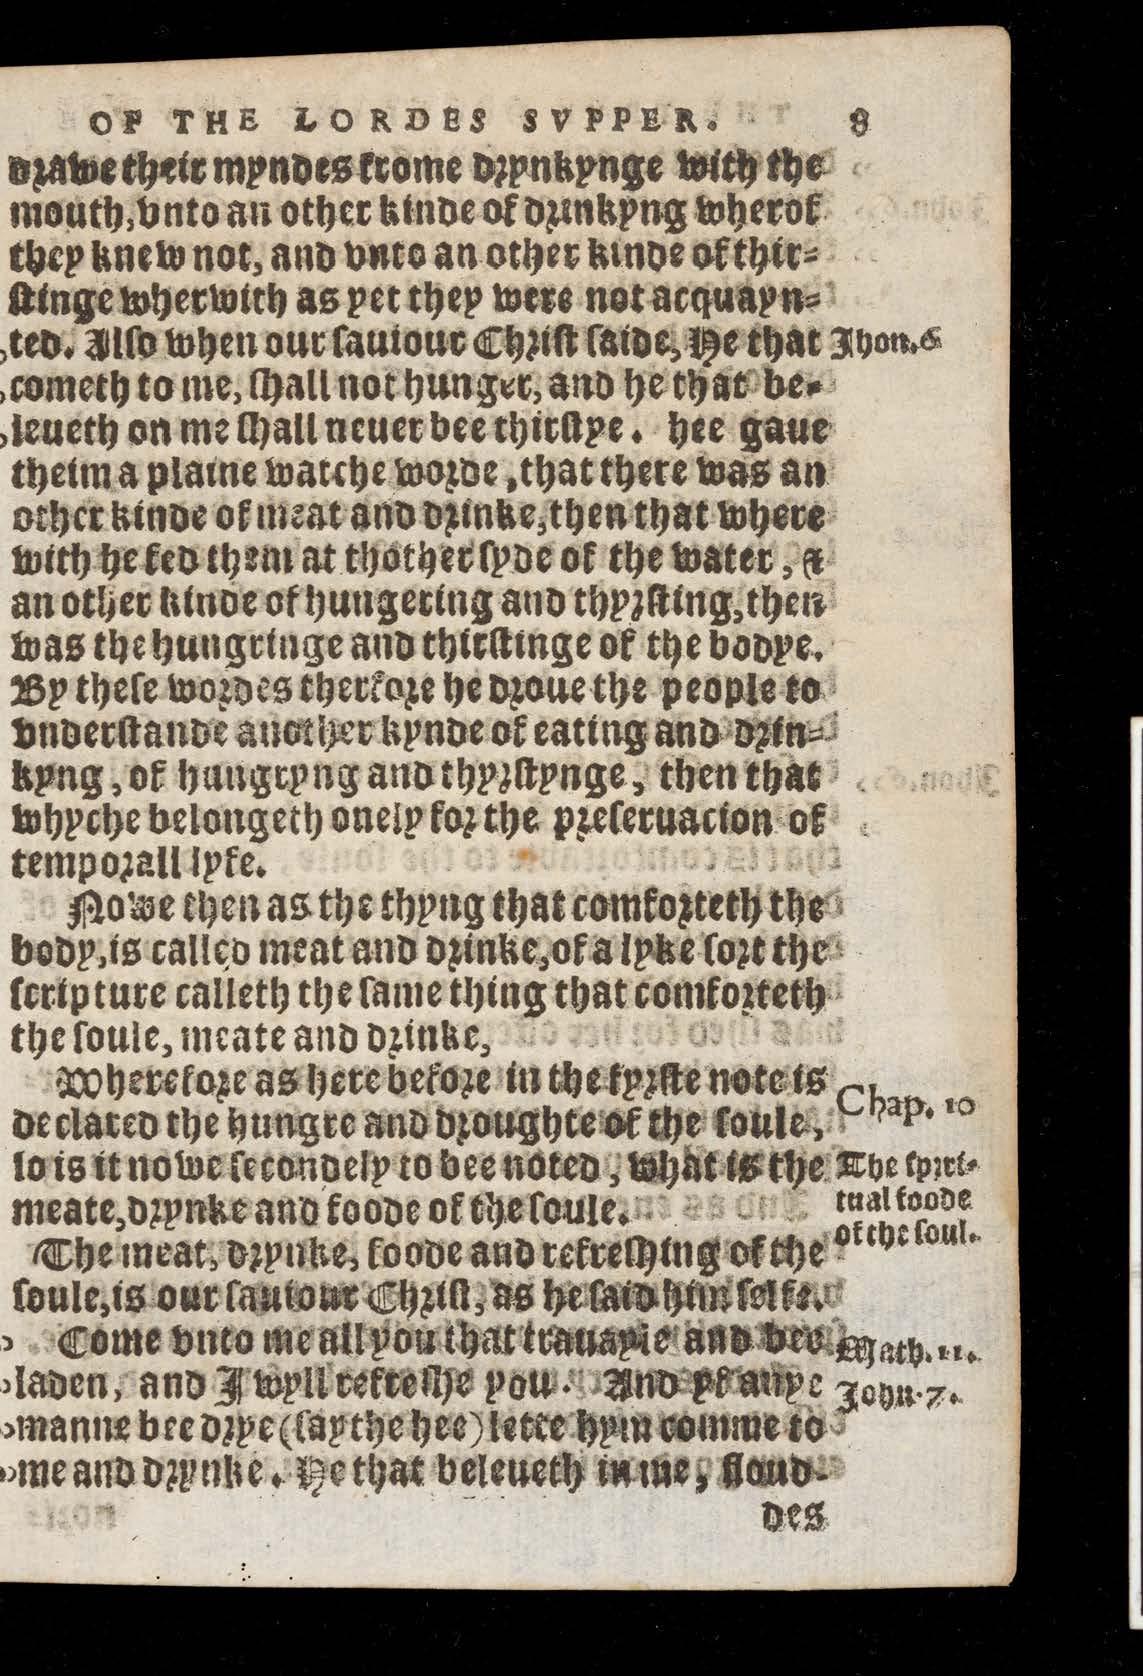 OF THE LORDES SVPPER. 8
drawe their myndes frome drynkynge with the
mouth, vnto an other kinde of drinkyng wherof
they knew not, and vnto an other kinde of thir=
stinge wherwith as yet they were not acquayn=
ted. Also when our sauiour Christ saide, He that
Jhon.6
cometh to me, shall not hunger, and he that be=
leueth on me shall neuer bee thirstye. hee gaue
theim a plaine watche worde, that there was an
other kinde of meat and drinke, then that where
with he fed them at thother syde of the water, &
an other kinde of hungering and thyrsting, then
was the hungringe and thirstinge of the bodye.
By these wordes therfore he droue the people to
vnderstande another kynde of eating and drin=
kyng, of hungryng and thyrstynge, then that
whyche belongeth onely for the preseruacion of
temporall lyfe.
Nowe then as the thyng that comforteth the
body, is called meat and drinke, of a lyke sort the
scripture calleth the same thing that comforteth
the soule, meate and drinke,
Wherefore as here before in the fyrste note is
Chap. 10
declared the hungre and droughte of the soule,
so is it nowe secondely to bee noted, what is the
The spiri=
tual foode
of the soul.
meate, drynke and foode of the soule.
The meat, drynke, foode and refreshing of the
soule, is our sauiour Christ, as he said him selfe.
Come vnto me all you that trauayle and bee
Math.11.
laden, and I wyll refreshe you. And yf anye
John.7.
manne bee drye (saythe hee) lette hym comme to
me and drynke. He that beleueth in me, floud=
des